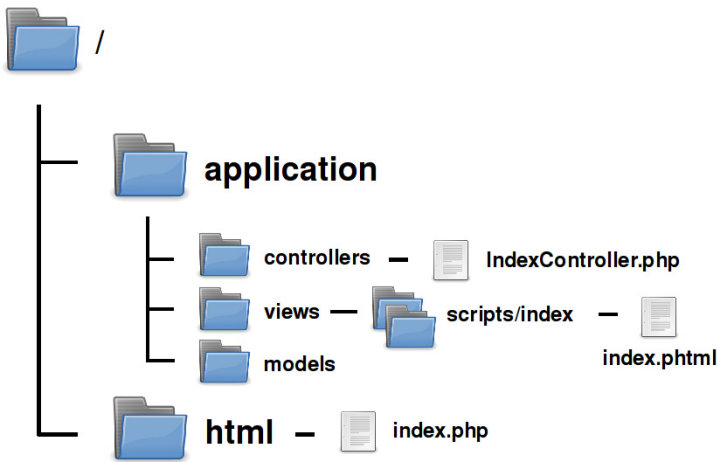 /
application
controllers – IndexController.php
views — scripts/index –
index.phtml
models
html – index.php